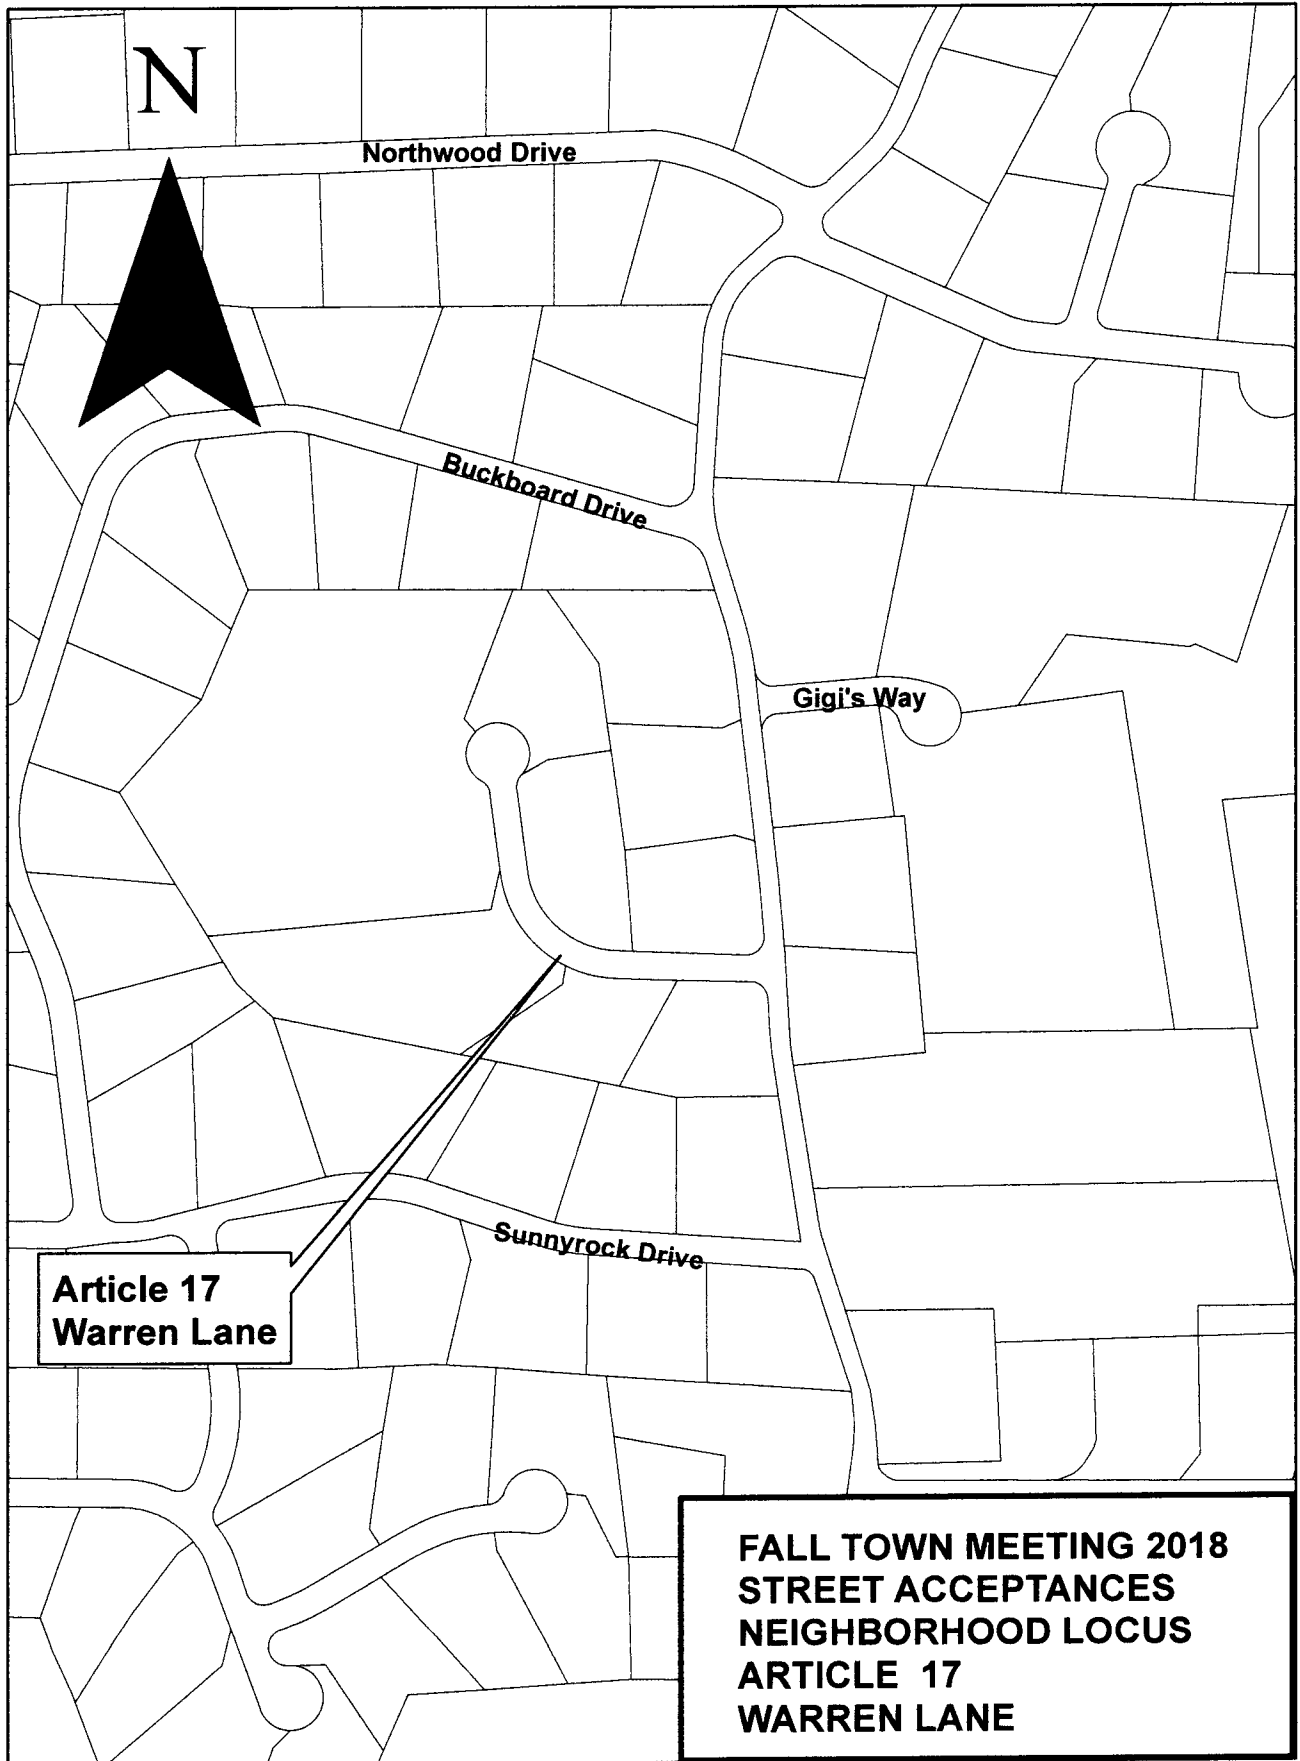 N
Northwood Drive
Buckboard Drive
Gigi's Way
Sunnyrock Drive
Article 17
Warren Lane
FALL TOWN MEETING 2018
STREET ACCEPTANCES
NEIGHBORHOOD LOCUS
ARTICLE 17
WARREN LANE